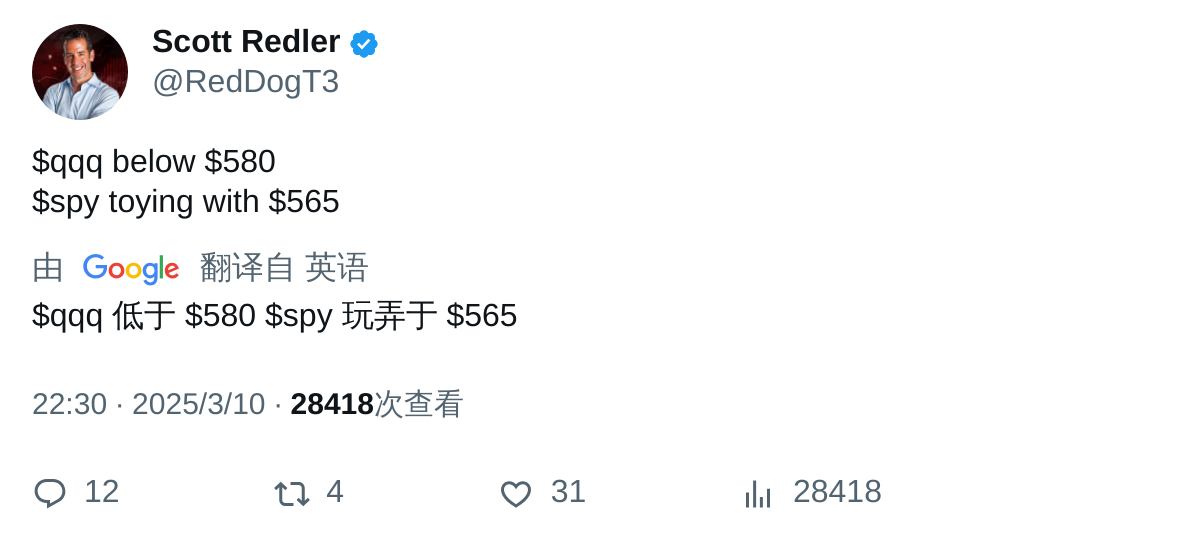 Scott Redler
@RedDogT3
$qqq below $580
$spy toying with $565
由 Google 翻译自 英语
$qqq 低于 $580 $spy 玩弄于 $565
22:30 · 2025/3/10 · 28418次查看
12 4 31 28418